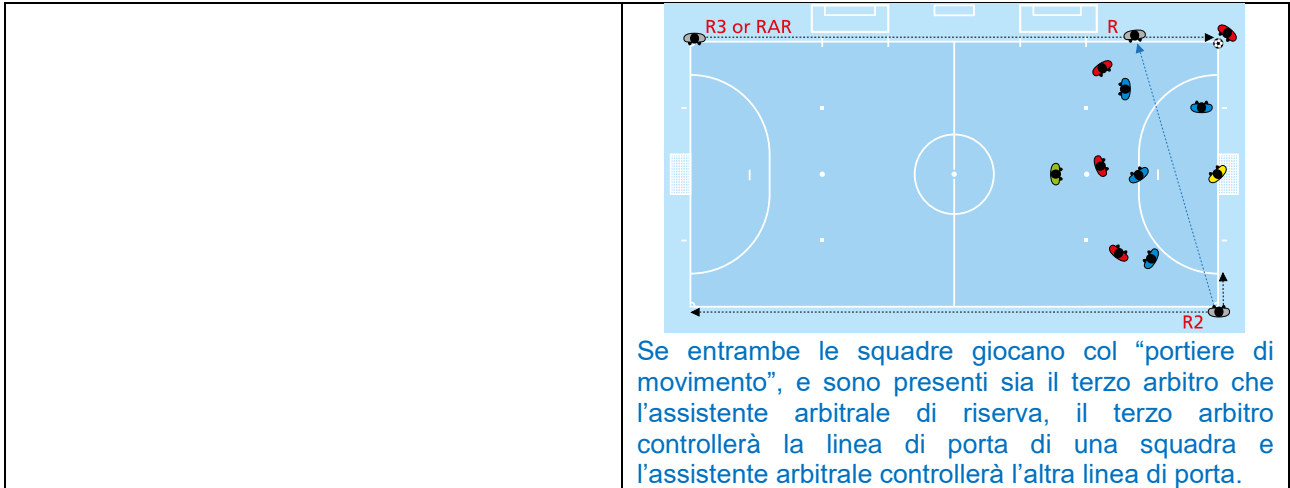 R3 or RAR R
R2
Se entrambe le squadre giocano col “portiere di
movimento”, e sono presenti sia il terzo arbitro che
l’assistente arbitrale di riserva, il terzo arbitro
controllerà la linea di porta di una squadra e
l’assistente arbitrale controllerà l’altra linea di porta.